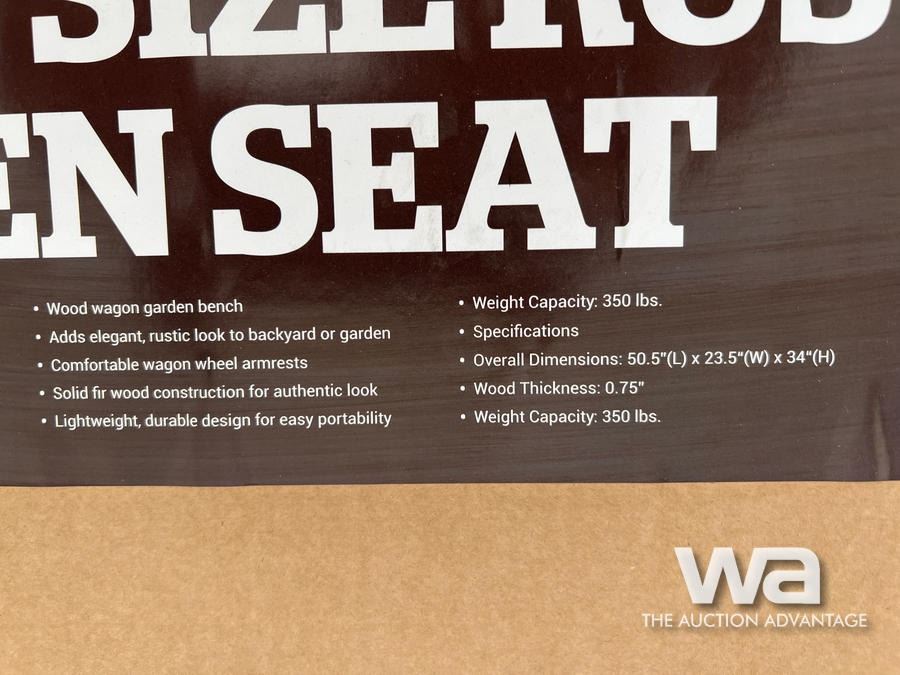 SIZE
SEAT
• Wood wagon garden bench
• Adds elegant, rustic look to backyard or garden
• Comfortable wagon wheel armrests
• Solid fir wood construction for authentic look
• Lightweight, durable design for easy portability
• Weight Capacity: 350 lbs.
• Specifications
• Overall Dimensions: 50.5"(L) x 23.5"(W) x 34"(H)
• Wood Thickness: 0.75"
• Weight Capacity: 350 lbs.
wa
THE AUCTION ADVANTAGE